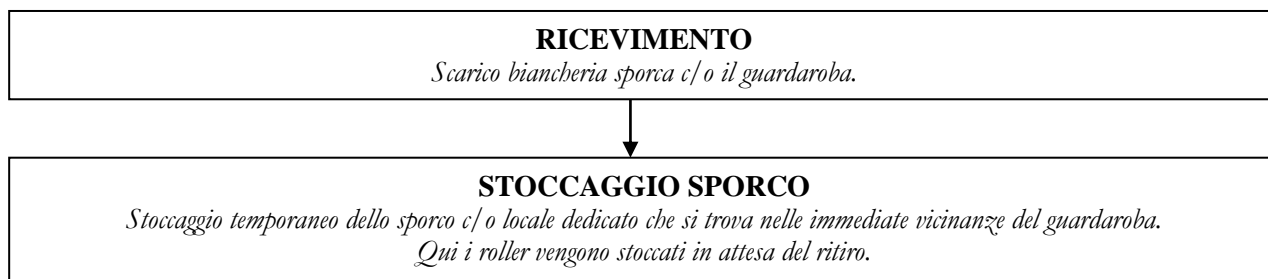 RICEVIMENTO
Scarico biancheria sporca c/o il guardaroba.
STOCCAGGIO SPORCO
Stoccaggio temporaneo dello sporco c/o locale dedicato che si trova nelle immediate vicinanze del guardaroba.
Qui i roller vengono stoccati in attesa del ritiro.